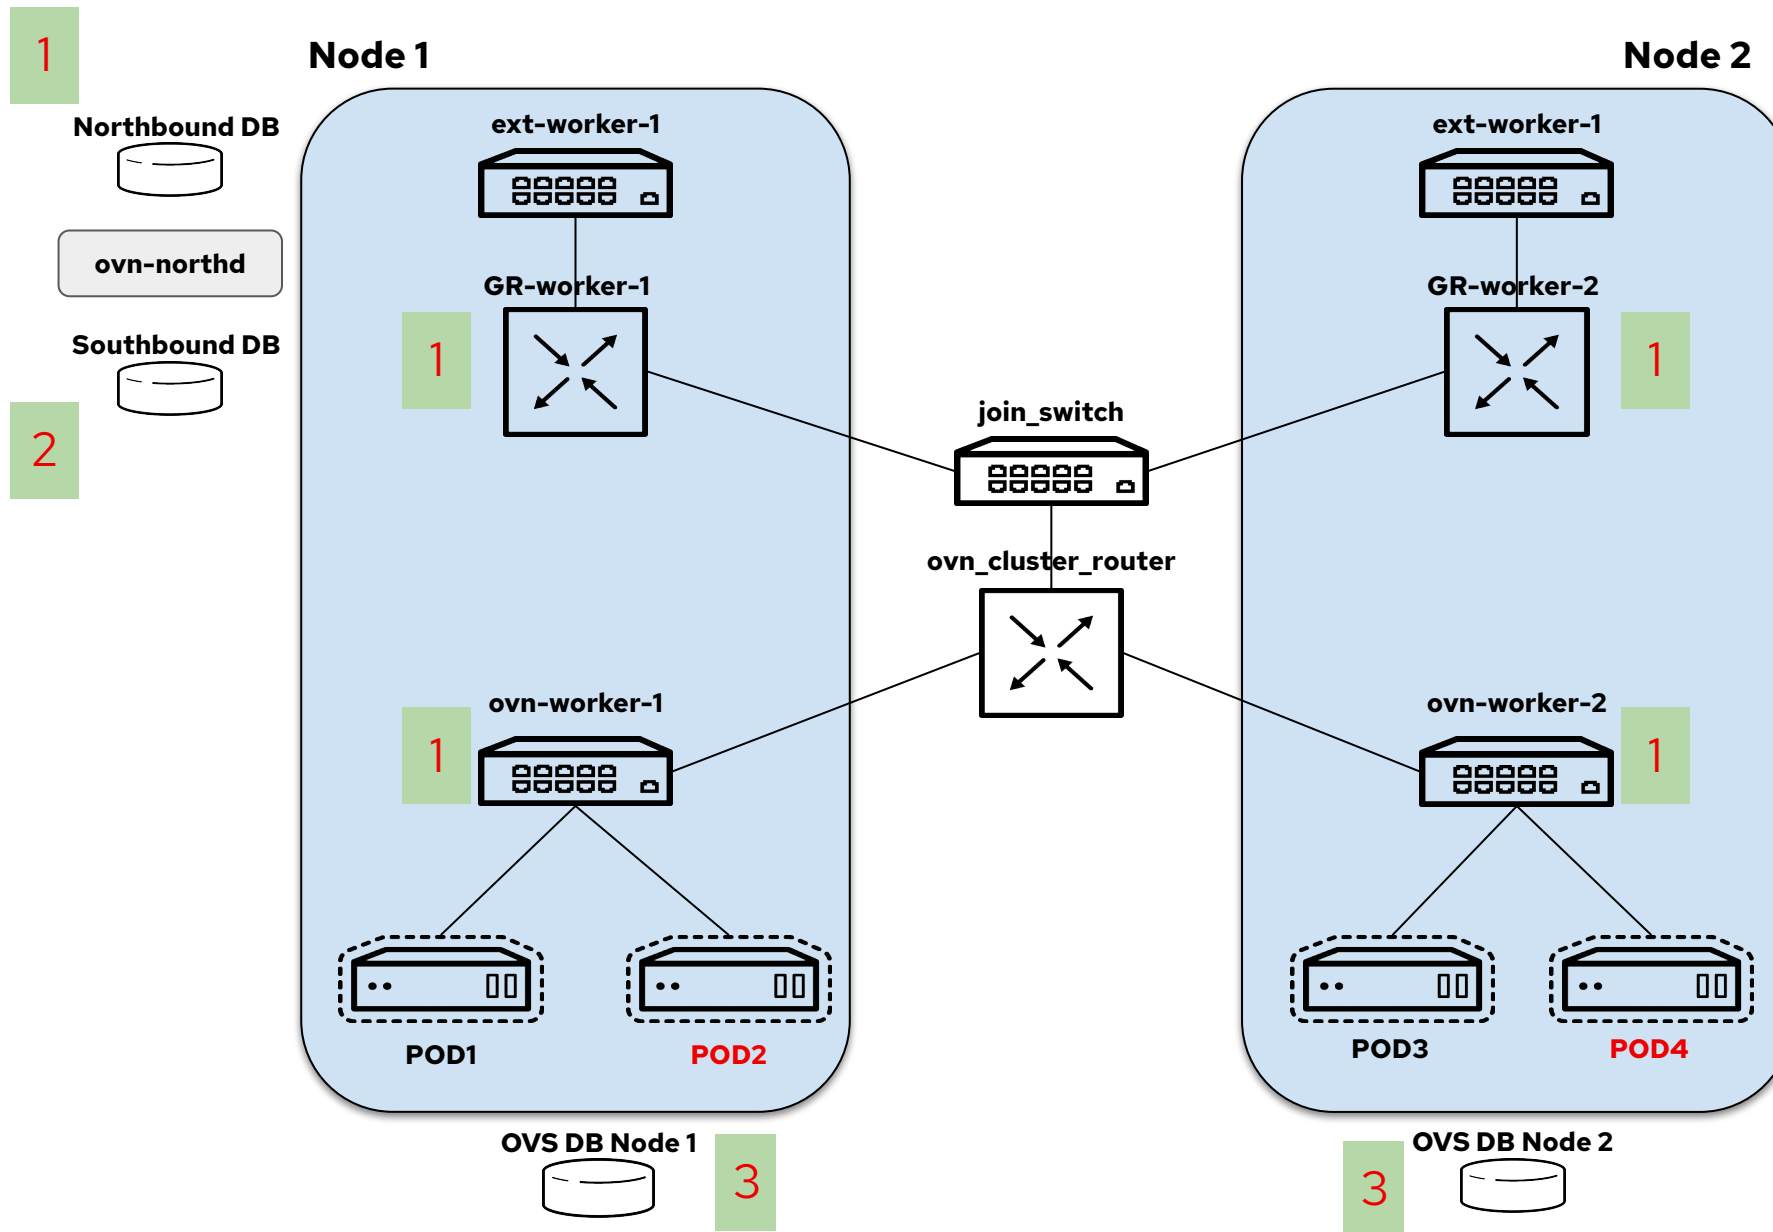 1
Node 1
Node 2
Northbound DB
ext-worker-1
ext-worker-1
ovn-northd
GR-worker-1
GR-worker-2
Southbound DB
1
1
2
join_switch
ovn_cluster_router
ovn-worker-1
ovn-worker-2
1
1
POD1
POD2
POD3
POD4
OVS DB Node 1
3
OVS DB Node 2
3